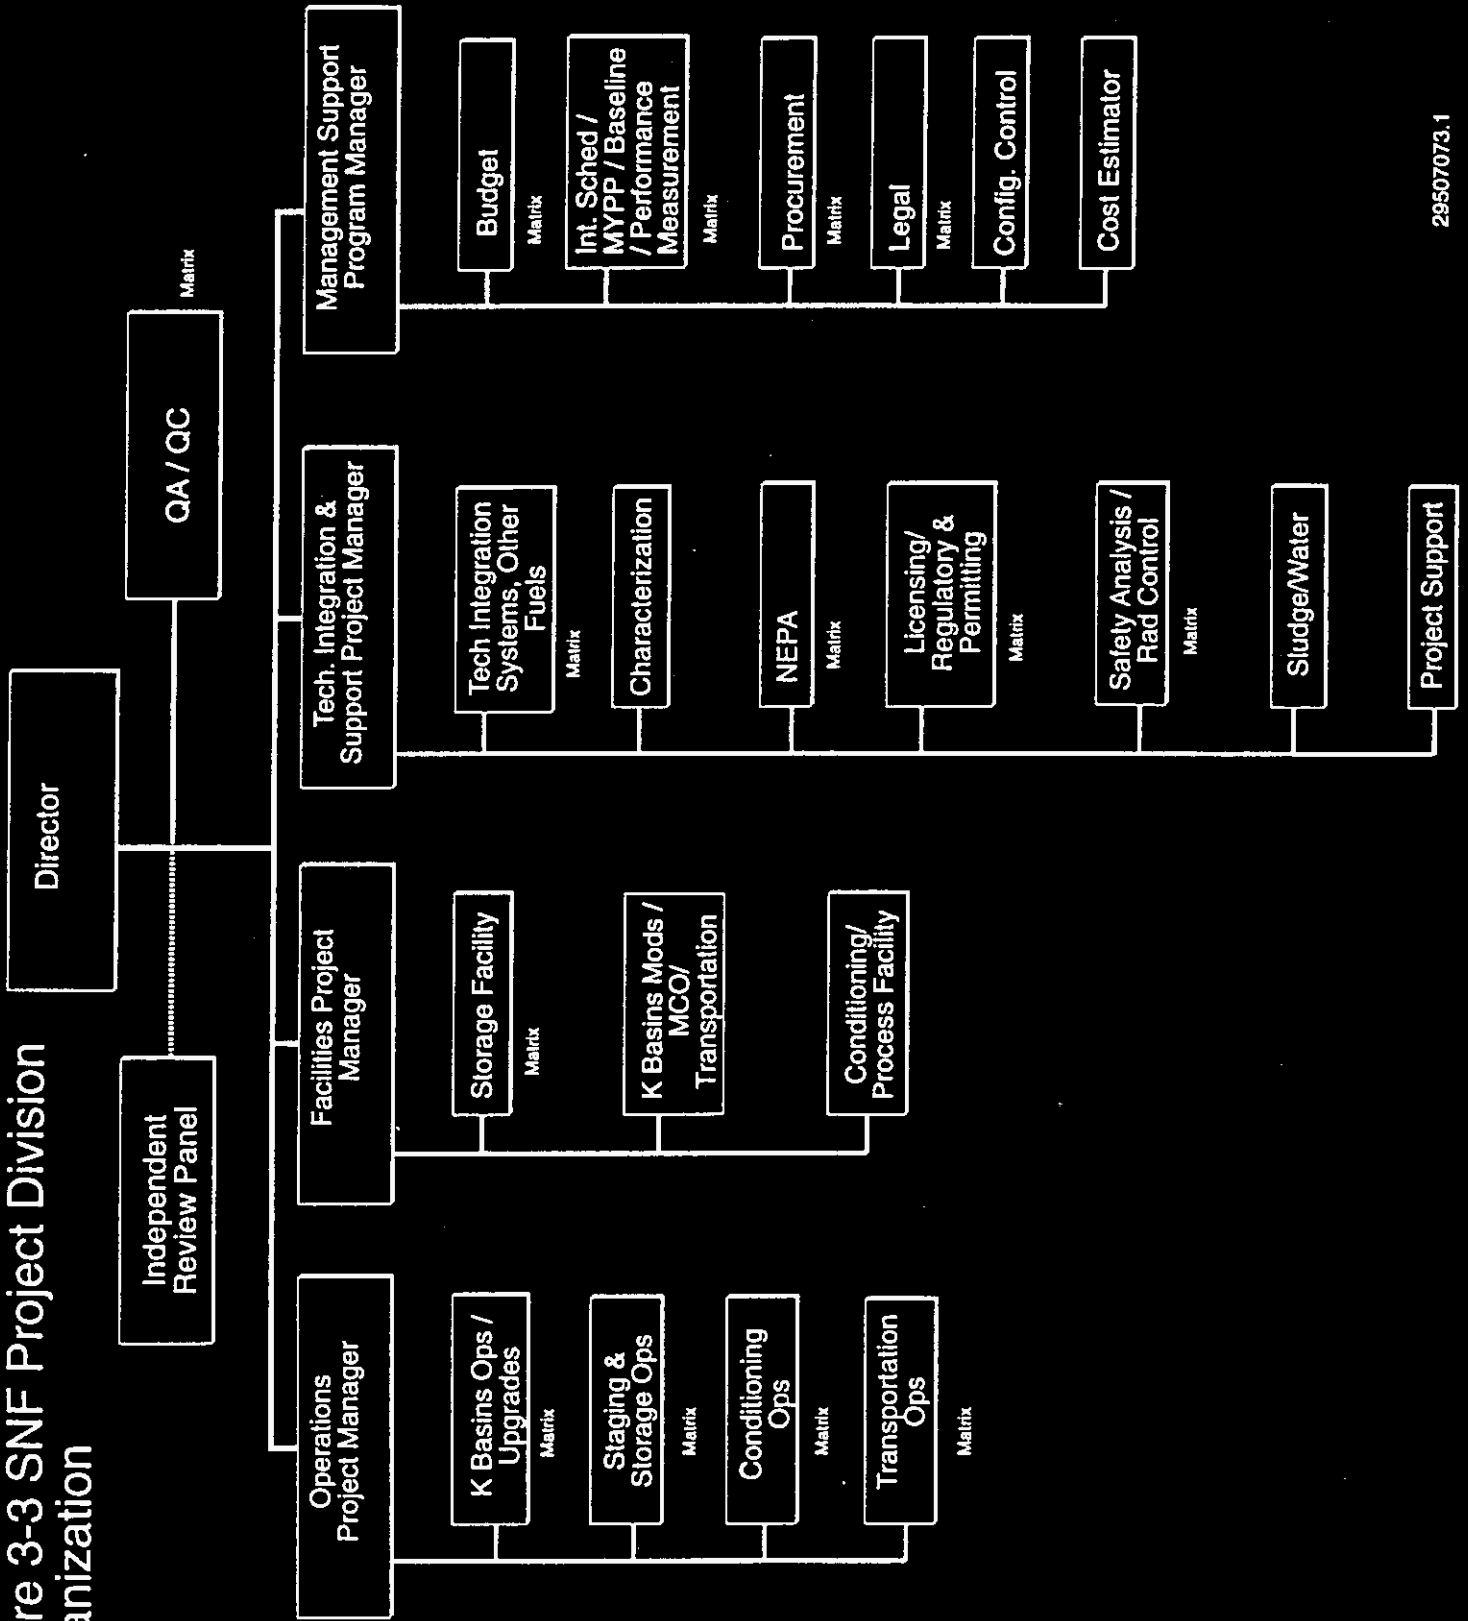 re 3-3 SNF Project Division
anization
Director
Independent
Review Panel
QA / QC
Matrix
Operations
Project Manager
K Basins Ops /
Upgrades
Matrix
Staging &
Storage Ops
Matrix
Conditioning
Ops
Matrix
Transportation
Ops
Matrix
Facilities Project
Manager
Storage Facility
Matrix
K Basins Mods /
MCO/
Transportation
Conditioning/
Process Facility
Tech. Integration &
Support Project Manager
Tech Integration
Systems, Other
Fuels
Matrix
Characterization
NEPA
Matrix
Licensing/
Regulatory &
Permitting
Matrix
Safety Analysis /
Rad Control
Matrix
Sludge/Water
Project Support
Management Support
Program Manager
Budget
Matrix
Int. Sched /
MYPP / Baseline
/ Performance
Measurement
Matrix
Procurement
Matrix
Legal
Matrix
Config. Control
Cost Estimator
29507073.1